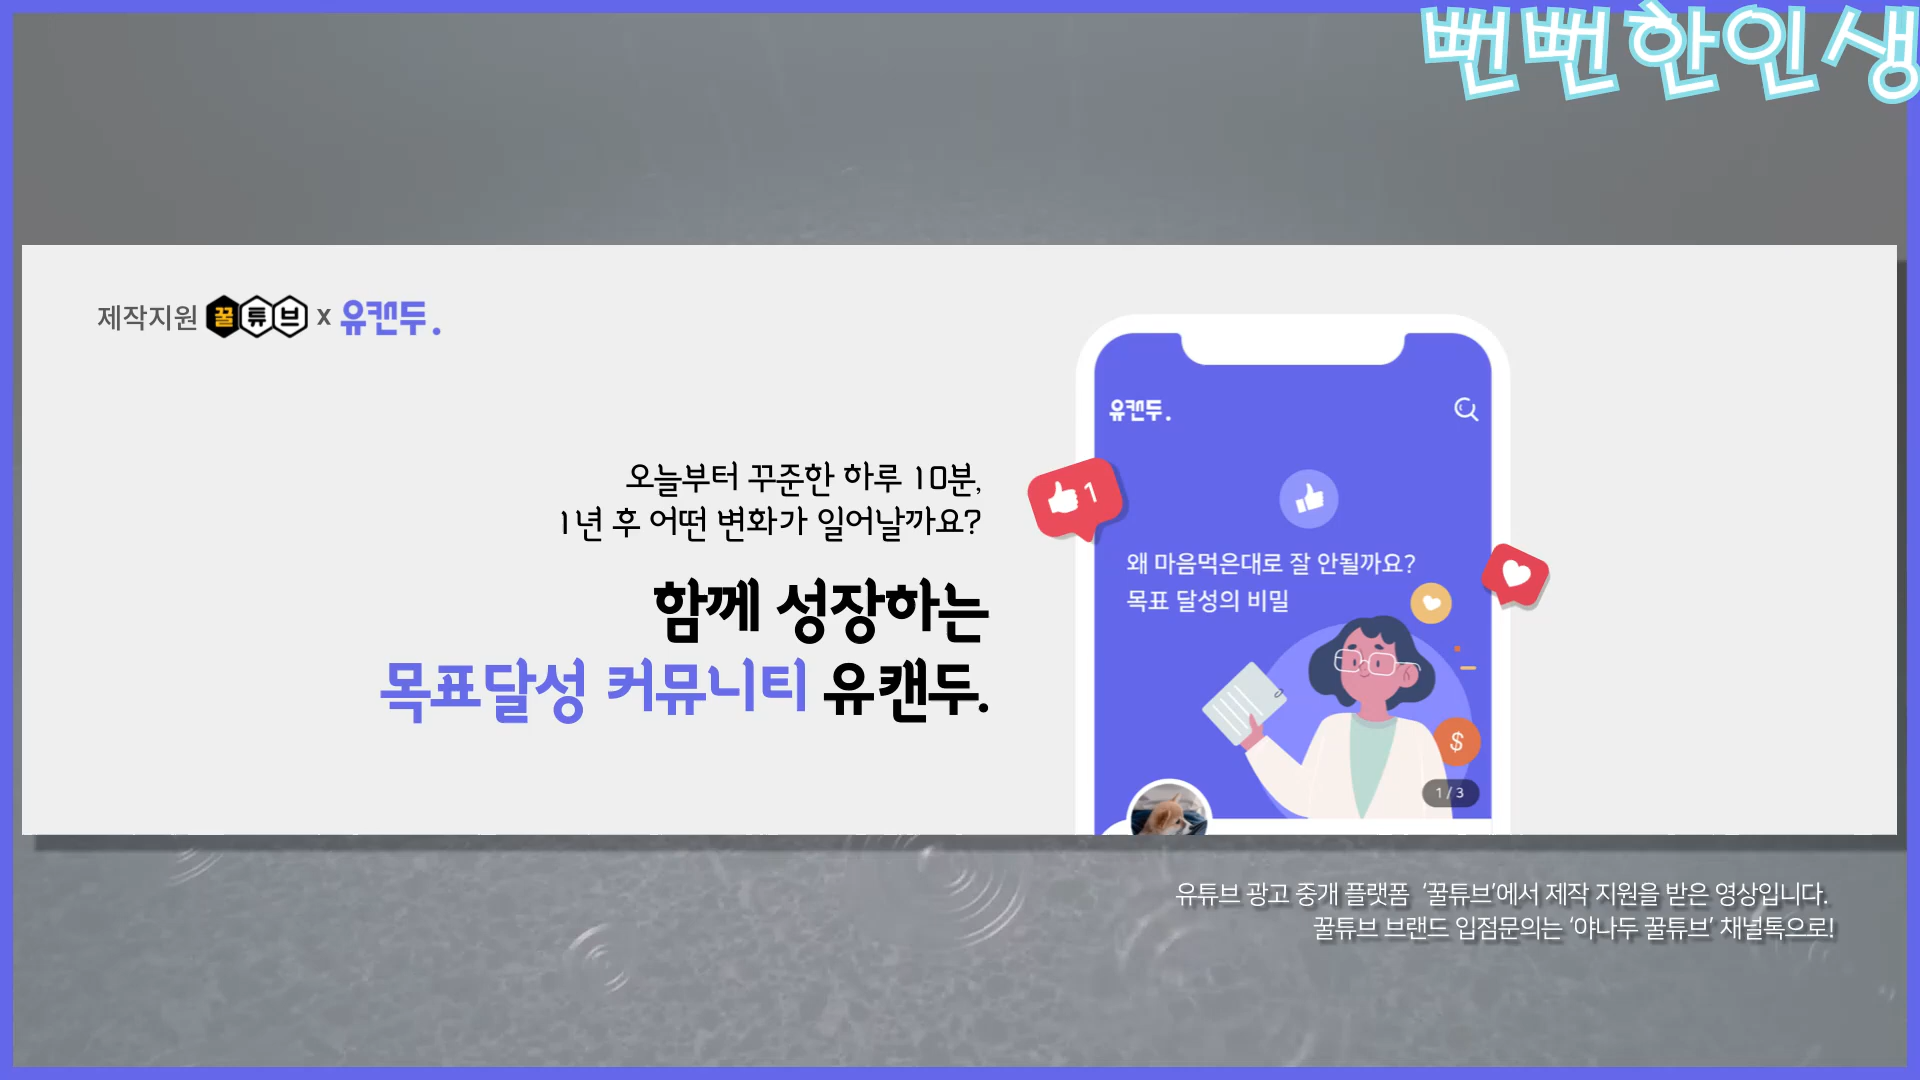 뻔뻔한인생
제작지원 꿀튜브 x 유캔두.
오늘부터 꾸준한 하루 10분,
1년 후 어떤 변화가 일어날까요?
함께 성장하는
목표달성 커뮤니티 유캔두.
유캔두.
1
왜 마음먹은대로 잘 안될까요?
목표 달성의 비밀
$
1/3
유튜브 광고 중개 플랫폼 ‘꿀튜브’에서 제작 지원을 받은 영상입니다.
꿀튜브 브랜드 입점문의는 ‘야나두 꿀튜브’ 채널톡으로!